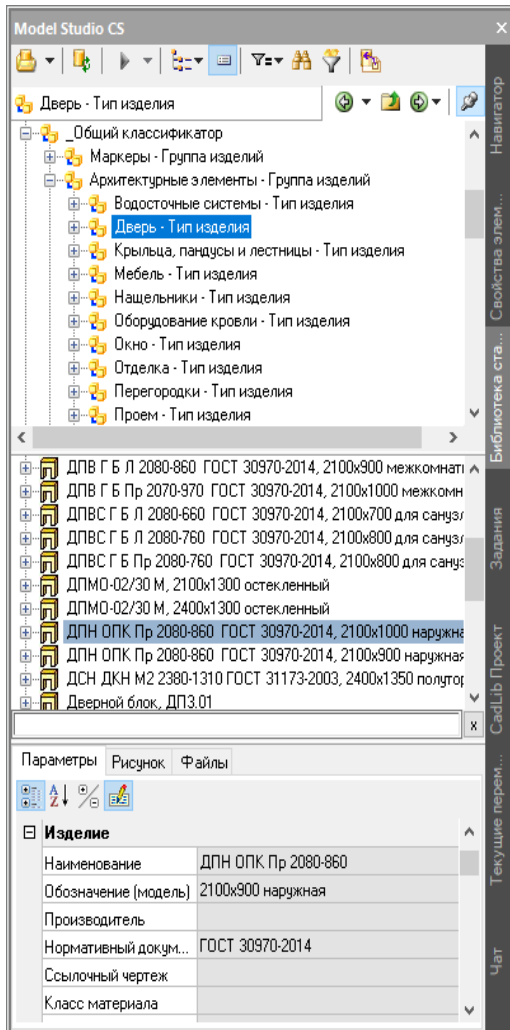 Model Studio CS
Дверь - Тип изделия
_Общий классификатор
Маркеры - Группа изделий
Архитектурные элементы - Группа изделий
Водосточные системы - Тип изделия
Дверь - Тип изделия
Крыльца, пандусы и лестницы - Тип изделия
Мебель - Тип изделия
Нащельники - Тип изделия
Оборудование кровли - Тип изделия
Окно - Тип изделия
Отделка - Тип изделия
Перегородки - Тип изделия
Проем - Тип изделия
ДПВ Г Б Л 2080-860 ГОСТ 30970-2014, 2100x900 межкомнатн
ДПВ Г Б Пр 2070-970 ГОСТ 30970-2014, 2100x1000 межкомн
ДПВС Г Б Л 2080-660 ГОСТ 30970-2014, 2100x700 для санузл
ДПВС Г Б Л 2080-760 ГОСТ 30970-2014, 2100x800 для санузл
ДПВС Г Б Пр 2080-760 ГОСТ 30970-2014, 2100x800 для сануз
ДПМО-02/30 М, 2100x1300 остекленный
ДПМО-02/30 М, 2400x1300 остекленный
ДПН ОПК Пр 2080-860 ГОСТ 30970-2014, 2100x1000 наружна
ДПН ОПК Пр 2080-860 ГОСТ 30970-2014, 2100x900 наружная
ДСН ДКН М2 2380-1310 ГОСТ 31173-2003, 2400x1350 полутор
Дверной блок, ДП3.01
x
Параметры Рисунок Файлы
Изделие
Наименование ДПН ОПК Пр 2080-860
Обозначение (модель) 2100x900 наружная
Производитель
Нормативный докум... ГОСТ 30970-2014
Ссылочный чертеж
Класс материала
Навигатор
Свойства элем...
Библиотека ста...
Задания
CadLib Проект
Текущие перем...
Чат